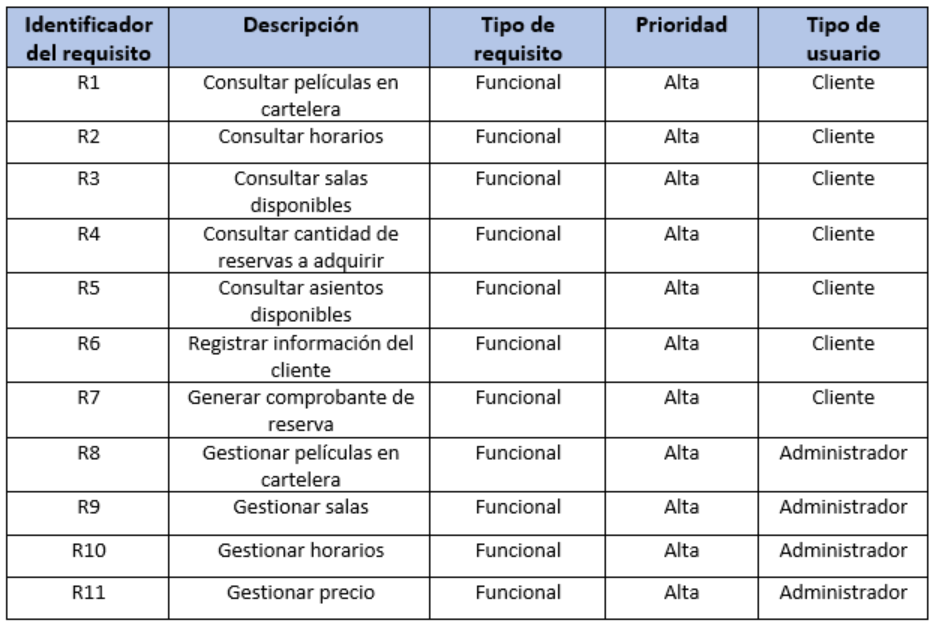 Identificador del requisito Descripción Tipo de requisito Prioridad Tipo de usuario
R1 Consultar películas en cartelera Funcional Alta Cliente
R2 Consultar horarios Funcional Alta Cliente
R3 Consultar salas disponibles Funcional Alta Cliente
R4 Consultar cantidad de reservas a adquirir Funcional Alta Cliente
R5 Consultar asientos disponibles Funcional Alta Cliente
R6 Registrar información del cliente Funcional Alta Cliente
R7 Generar comprobante de reserva Funcional Alta Cliente
R8 Gestionar películas en cartelera Funcional Alta Administrador
R9 Gestionar salas Funcional Alta Administrador
R10 Gestionar horarios Funcional Alta Administrador
R11 Gestionar precio Funcional Alta Administrador